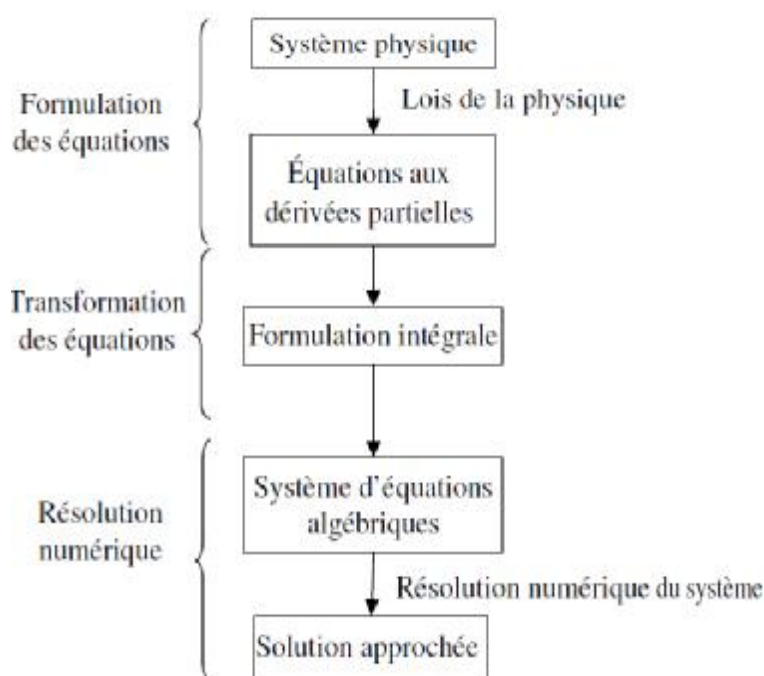 Système physique
Lois de la physique
Formulation
des équations
Équations aux
dérivées partielles
Transformation
des équations
Formulation intégrale
Système d'équations
algébriques
Résolution
numérique
Résolution numérique du système
Solution approchée